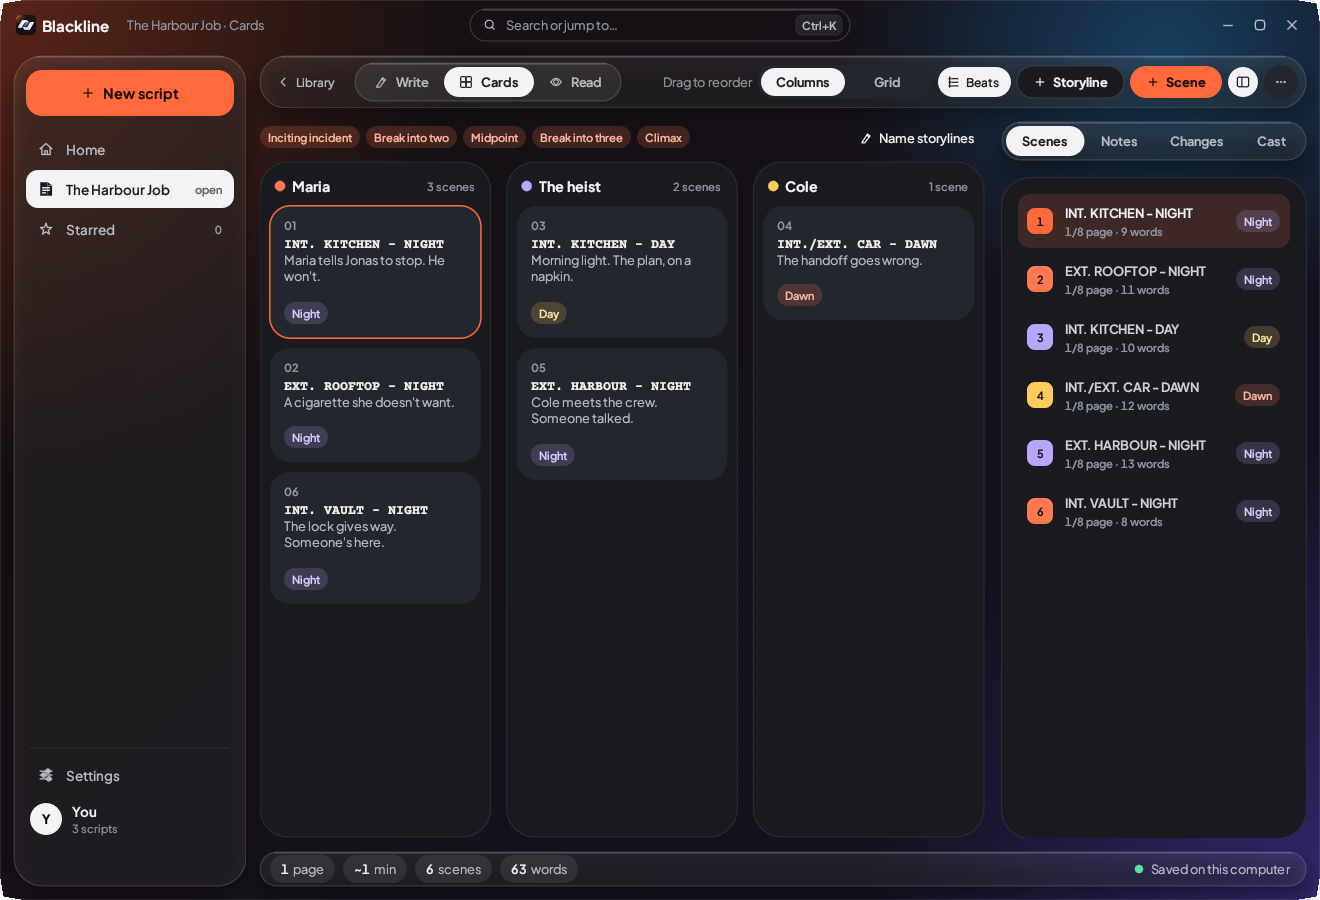 Blackline
The Harbour Job · Cards
Search or jump to…
Ctrl+K
New script
Home
The Harbour Job
open
Starred
0
Settings
Y
You
3 scripts
Library
Write
Cards
Read
Drag to reorder
Columns
Grid
Beats
Storyline
Scene
Inciting incident
Break into two
Midpoint
Break into three
Climax
Name storylines
Maria
3 scenes
01
INT. KITCHEN - NIGHT
Maria tells Jonas to stop. He
won't.
Night
02
EXT. ROOFTOP - NIGHT
A cigarette she doesn't want.
Night
06
INT. VAULT - NIGHT
The lock gives way.
Someone's here.
Night
The heist
2 scenes
03
INT. KITCHEN - DAY
Morning light. The plan, on a
napkin.
Day
05
EXT. HARBOUR - NIGHT
Cole meets the crew.
Someone talked.
Night
Cole
1 scene
04
INT./EXT. CAR - DAWN
The handoff goes wrong.
Dawn
Scenes
Notes
Changes
Cast
1
INT. KITCHEN - NIGHT
1/8 page · 9 words
Night
2
EXT. ROOFTOP - NIGHT
1/8 page · 11 words
Night
3
INT. KITCHEN - DAY
1/8 page · 10 words
Day
4
INT./EXT. CAR - DAWN
1/8 page · 12 words
Dawn
5
EXT. HARBOUR - NIGHT
1/8 page · 13 words
Night
6
INT. VAULT - NIGHT
1/8 page · 8 words
Night
1 page
~1 min
6 scenes
63 words
Saved on this computer